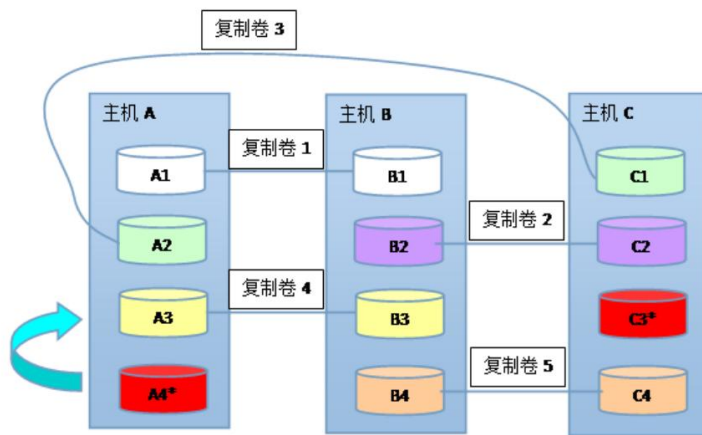 复制卷 3
主机 A
主机 B
主机 C
复制卷 1
A1
B1
C1
复制卷 2
A2
B2
C2
复制卷 4
A3
B3
C3*
复制卷 5
A4*
B4
C4